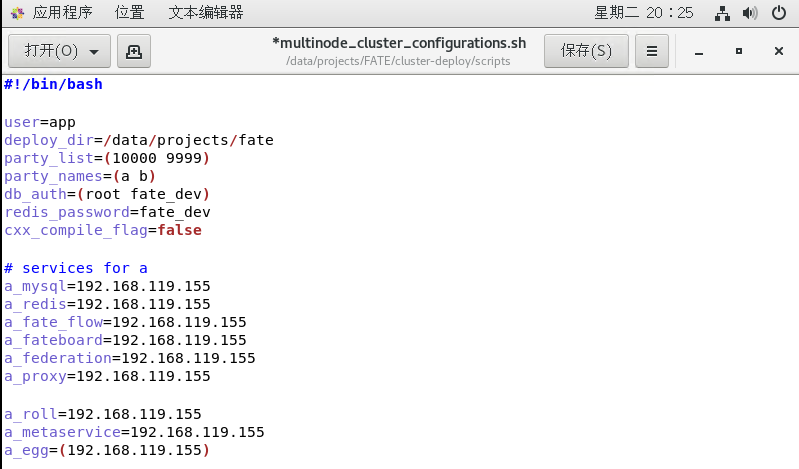 应用程序 位置 文本编辑器 星期二 20：25
打开(O) *multinode_cluster_configurations.sh 保存(S)
/data/projects/FATE/cluster-deploy/scripts
#!/bin/bash
user=app
deploy_dir=/data/projects/fate
party_list=(10000 9999)
party_names=(a b)
db_auth=(root fate_dev)
redis_password=fate_dev
cxx_compile_flag=false
# services for a
a_mysql=192.168.119.155
a_redis=192.168.119.155
a_fate_flow=192.168.119.155
a_fateboard=192.168.119.155
a_federation=192.168.119.155
a_proxy=192.168.119.155
a_roll=192.168.119.155
a_metaservice=192.168.119.155
a_egg=(192.168.119.155)